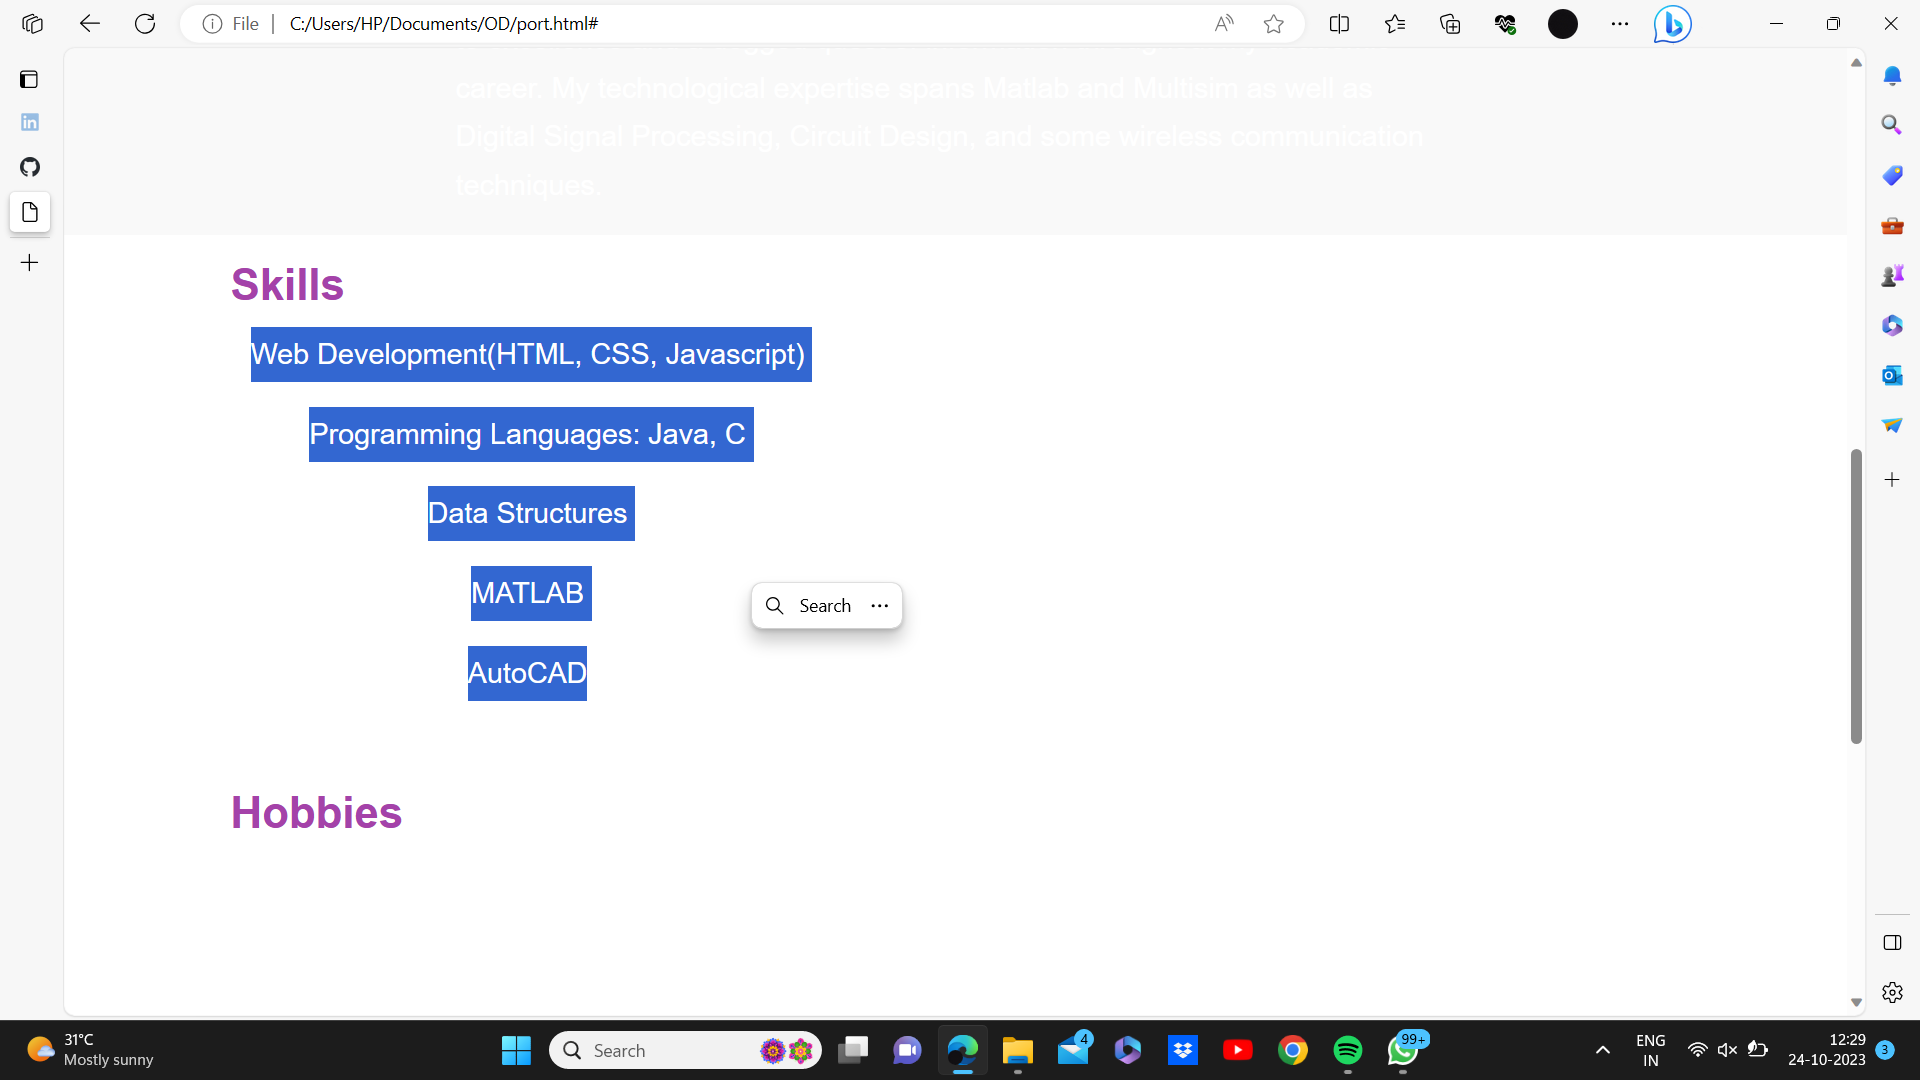 File
C:/Users/HP/Documents/OD/port.html#
career. My technological expertise spans Matlab and Multisim as well as
Digital Signal Processing, Circuit Design, and some wireless communication
techniques.
Skills
Web Development(HTML, CSS, Javascript)
Programming Languages: Java, C
Data Structures
MATLAB
Search
AutoCAD
Hobbies
31°C
Mostly sunny
Search
4
99+
ENG
IN
12:29
24-10-2023
3